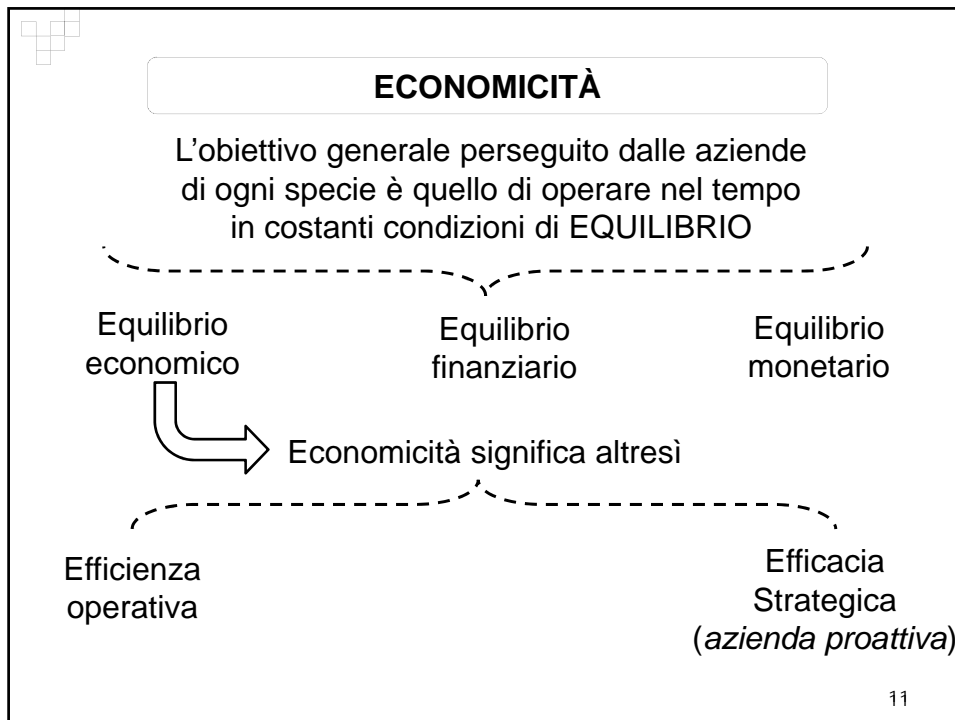 ECONOMICITÀ
L'obiettivo generale perseguito dalle aziende
di ogni specie è quello di operare nel tempo
in costanti condizioni di EQUILIBRIO
Equilibrio
economico
Equilibrio
finanziario
Equilibrio
monetario
Economicità significa altresì
Efficienza
operativa
Efficacia
Strategica
(azienda proattiva)
11